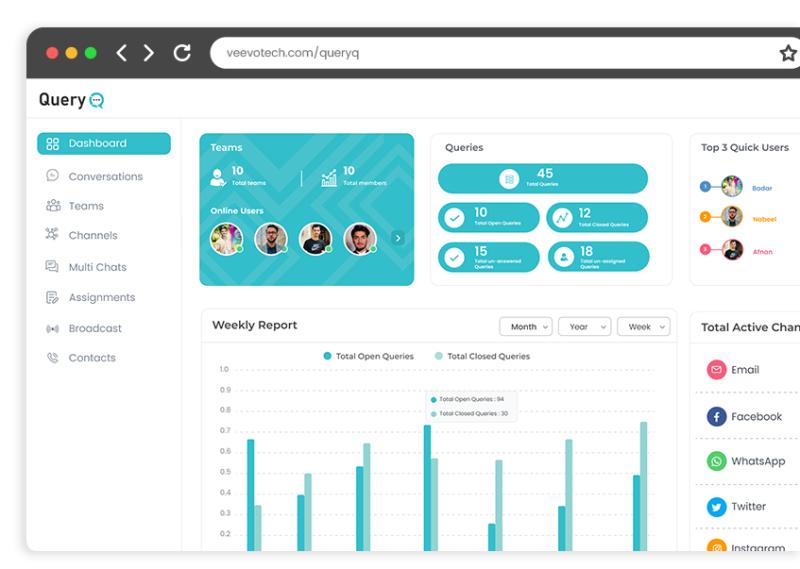 veevotech.com/queryq
Query
Dashboard
Conversations
Teams
Channels
Multi Chats
Assignments
Broadcast
Contacts
Teams
10
Total teams
10
Total members
Online Users
Queries
45
Total Queries
10
Total Open Queries
12
Total Closed Queries
15
Total un-answered
Queries
18
Total un-assigned
Queries
Top 3 Quick Users
1
Badar
2
Nabeel
3
Afnan
Weekly Report
Month
Year
Week
Total Open Queries
Total Closed Queries
1.0
0.9
0.8
0.7
0.6
0.5
0.4
0.3
0.2
Total Open Queries : 94
Total Closed Queries : 30
Total Active Chan
Email
Facebook
WhatsApp
Twitter
Instagram